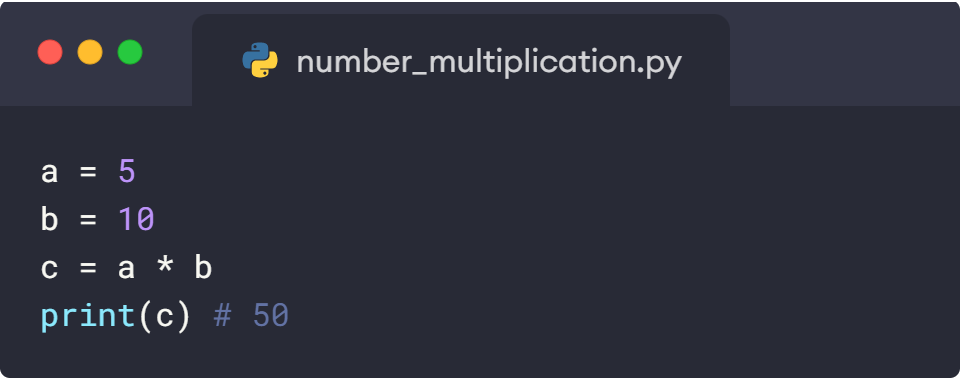 number_multiplication.py
a = 5
b = 10
c = a * b
print(c) # 50